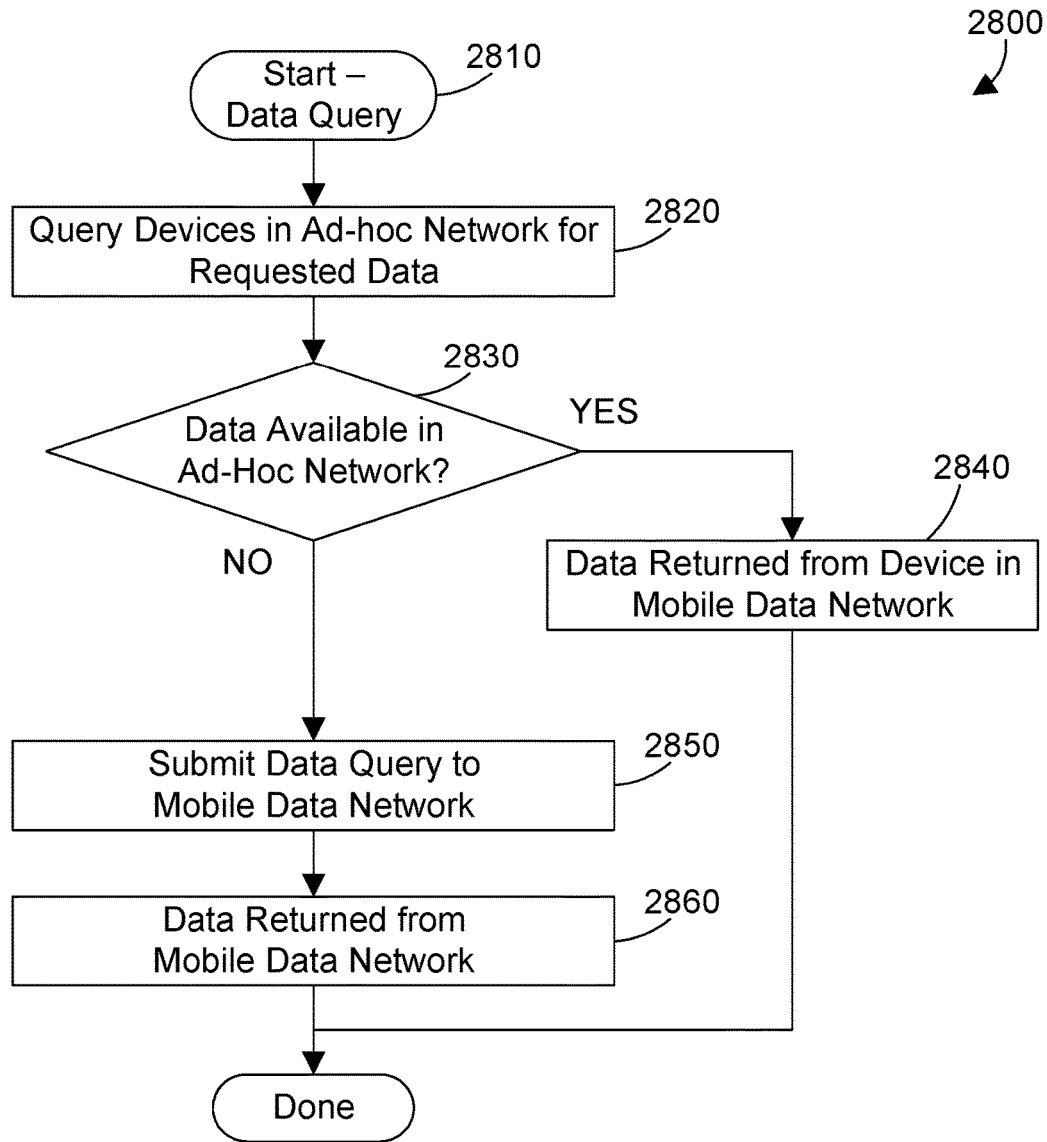 2800
Start –
Data Query
2810
Query Devices in Ad-hoc Network for
Requested Data
2820
Data Available in
Ad-Hoc Network?
2830
YES
NO
2840
Data Returned from Device in
Mobile Data Network
Submit Data Query to
Mobile Data Network
2850
Data Returned from
Mobile Data Network
2860
Done